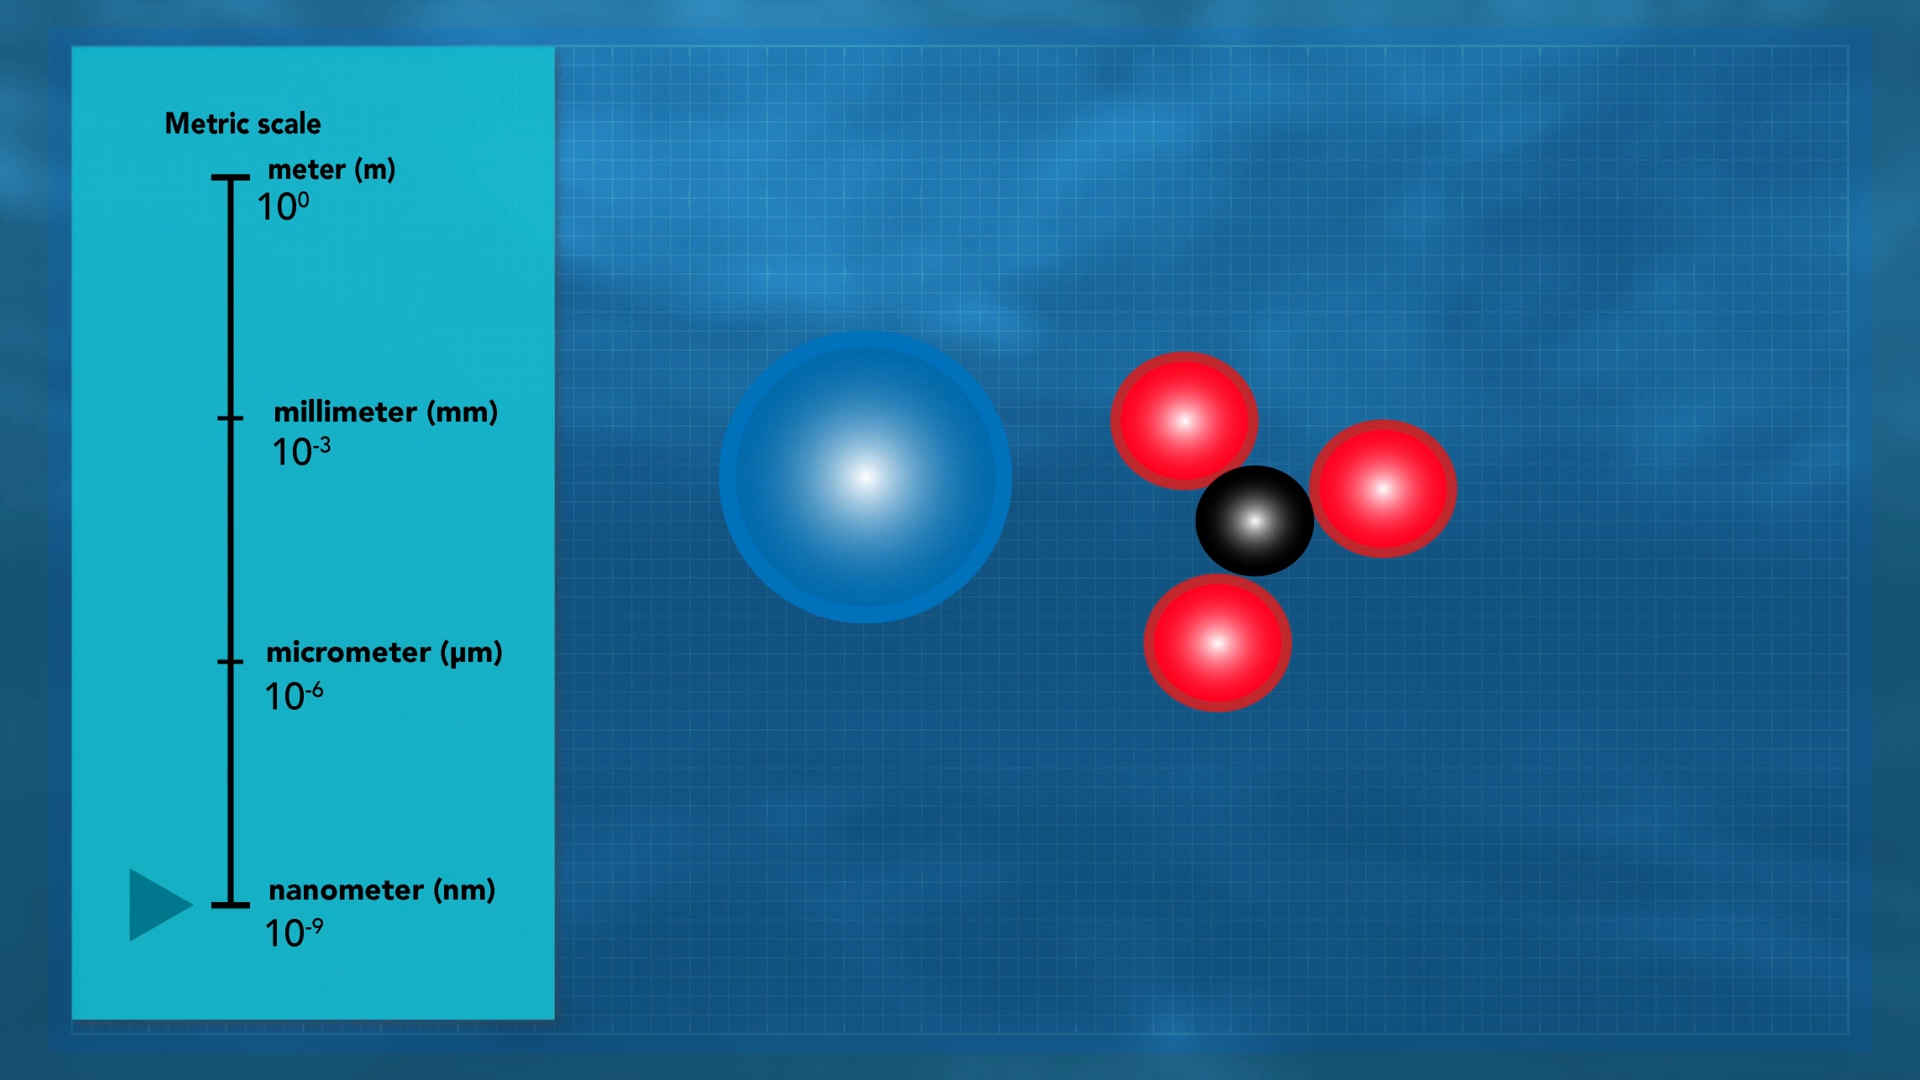 Metric scale
meter (m)
10⁰
millimeter (mm)
10⁻³
micrometer (µm)
10⁻⁶
nanometer (nm)
10⁻⁹